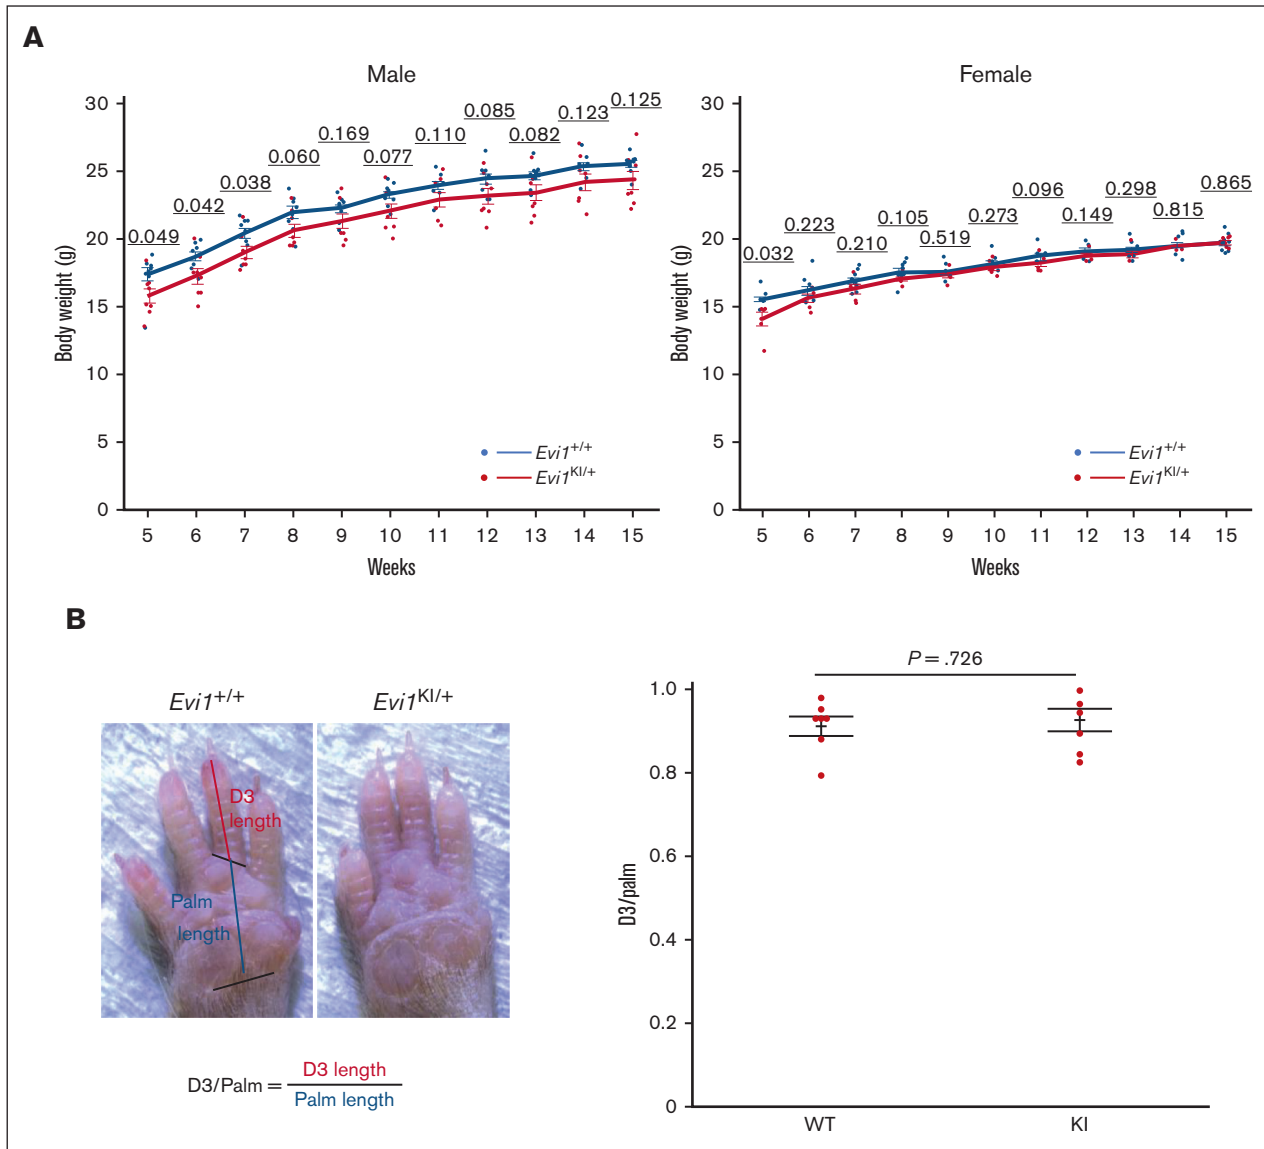 A
Male
Body weight (g)
30
25
20
15
10
5
0
0.049
0.042
0.038
0.060
0.169
0.077
0.110
0.085
0.082
0.123
0.125
Evi1+/+
Evi1KI/+
5 6 7 8 9 10 11 12 13 14 15
Weeks
Female
Body weight (g)
30
25
20
15
10
5
0
0.032
0.223
0.210
0.105
0.519
0.273
0.096
0.149
0.298
0.815
0.865
Evi1+/+
Evi1KI/+
5 6 7 8 9 10 11 12 13 14 15
Weeks
B
Evi1+/+
Evi1KI/+
D3
length
Palm
length
D3/Palm = D3 length
Palm length
P = .726
D3/palm
1.0
0.8
0.6
0.4
0.2
0
WT KI